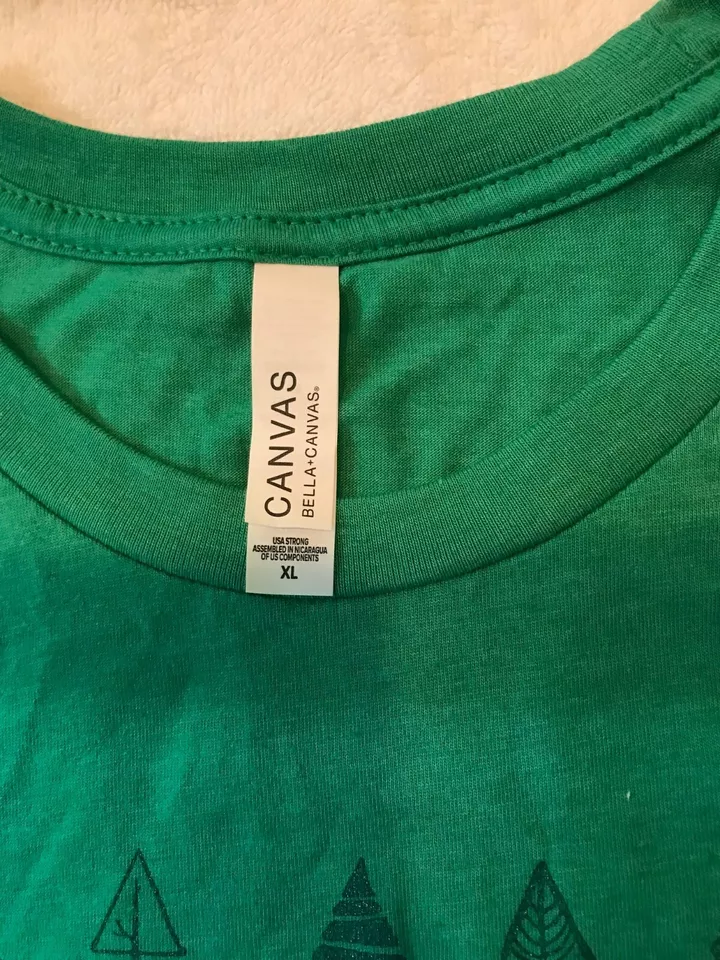 CANVAS
BELLA+CANVAS®
USA STRONG
ASSEMBLED IN NICARAGUA
OF US COMPONENTS
XL